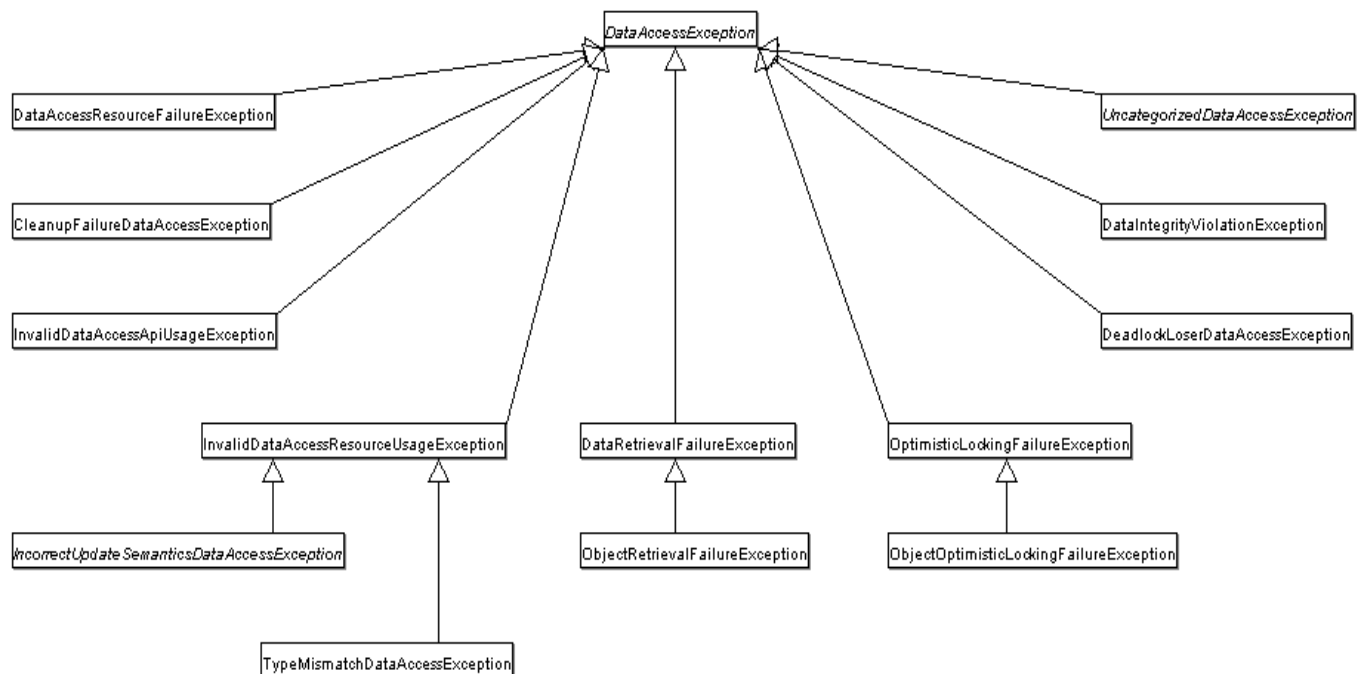 DataAccessException
DataAccessResourceFailureException
UncategorizedDataAccessException
CleanupFailureDataAccessException
DataIntegrityViolationException
InvalidDataAccessApiUsageException
DeadlockLoserDataAccessException
InvalidDataAccessResourceUsageException
DataRetrievalFailureException
OptimisticLockingFailureException
IncorrectUpdateSemanticsDataAccessException
ObjectRetrievalFailureException
ObjectOptimisticLockingFailureException
TypeMismatchDataAccessException